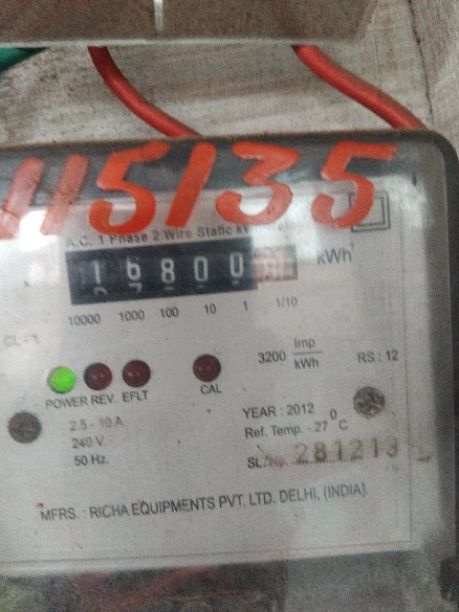 115135
A.C. 1 Phase 2 Wire Static
16800 kWh
10000 1000 100 10 1 1/10
CL - 1
3200 Imp/kWh RS : 12
POWER REV. EFLT CAL
2.5 - 10 A
240 V
50 Hz.
YEAR : 2012
Ref. Temp. - 27 °C
SL.No. 281213
MFRS. : RICHA EQUIPMENTS PVT. LTD. DELHI, (INDIA).